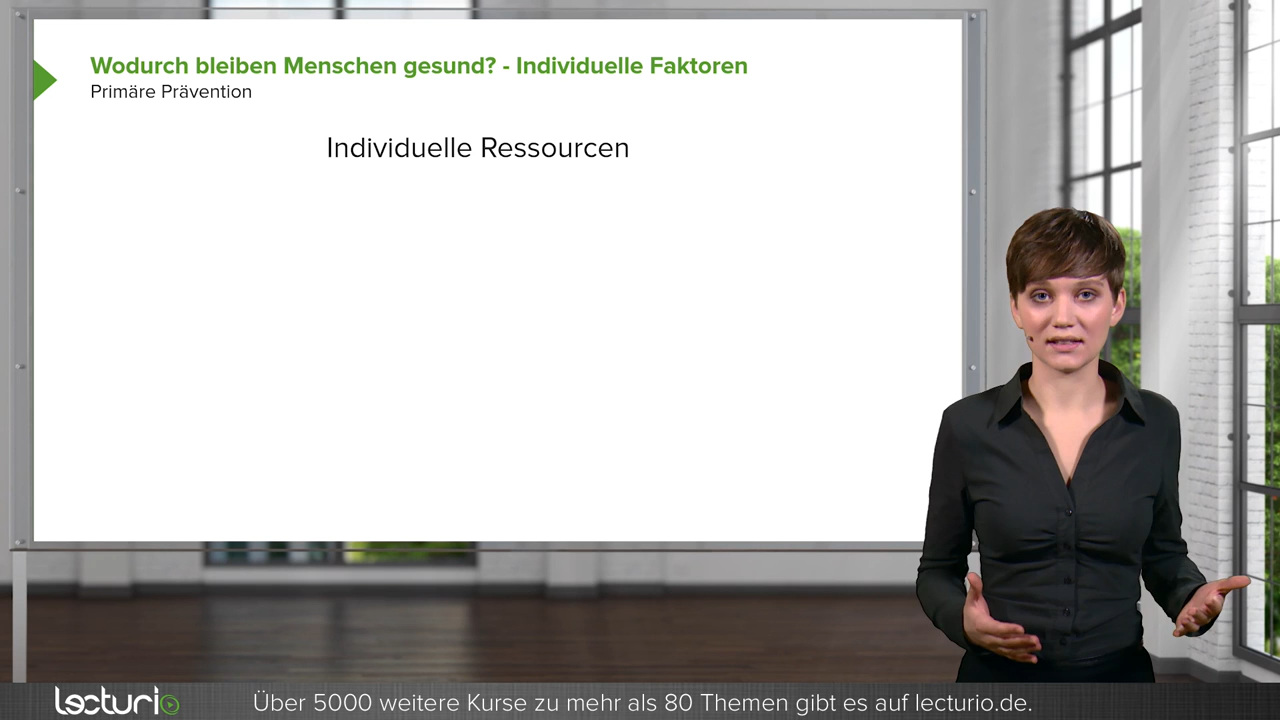 Wodurch bleiben Menschen gesund? - Individuelle Faktoren
Primäre Prävention
Individuelle Ressourcen
lecturio
Über 5000 weitere Kurse zu mehr als 80 Themen gibt es auf lecturio.de.